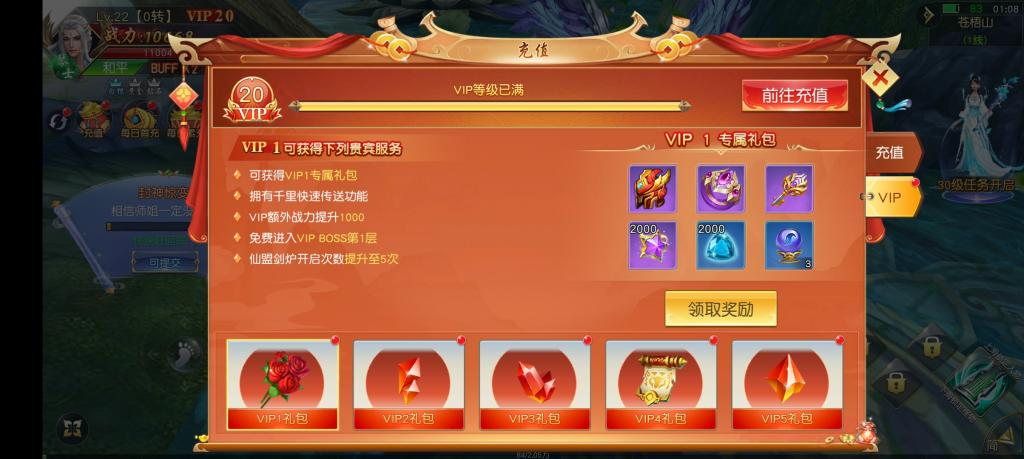 Lv.22【0转】 VIP 20
战力:10668
11004
和平 BUFF X 2
充值
每日首充
封神惊变
可提交
充值
20
VIP
VIP等级已满
前往充值
VIP 1可获得下列贵宾服务
可获得VIP1专属礼包
拥有千里快速传送功能
VIP额外战力提升1000
免费进入VIP BOSS第1层
仙盟剑炉开启次数提升至5次
VIP 1 专属礼包
2000
2000
3
领取奖励
VIP1礼包
VIP2礼包
VIP3礼包
VIP4礼包
VIP5礼包
充值
VIP
83 01:08
苍梧山
(1线)
30级任务开启
简
84/2.05万